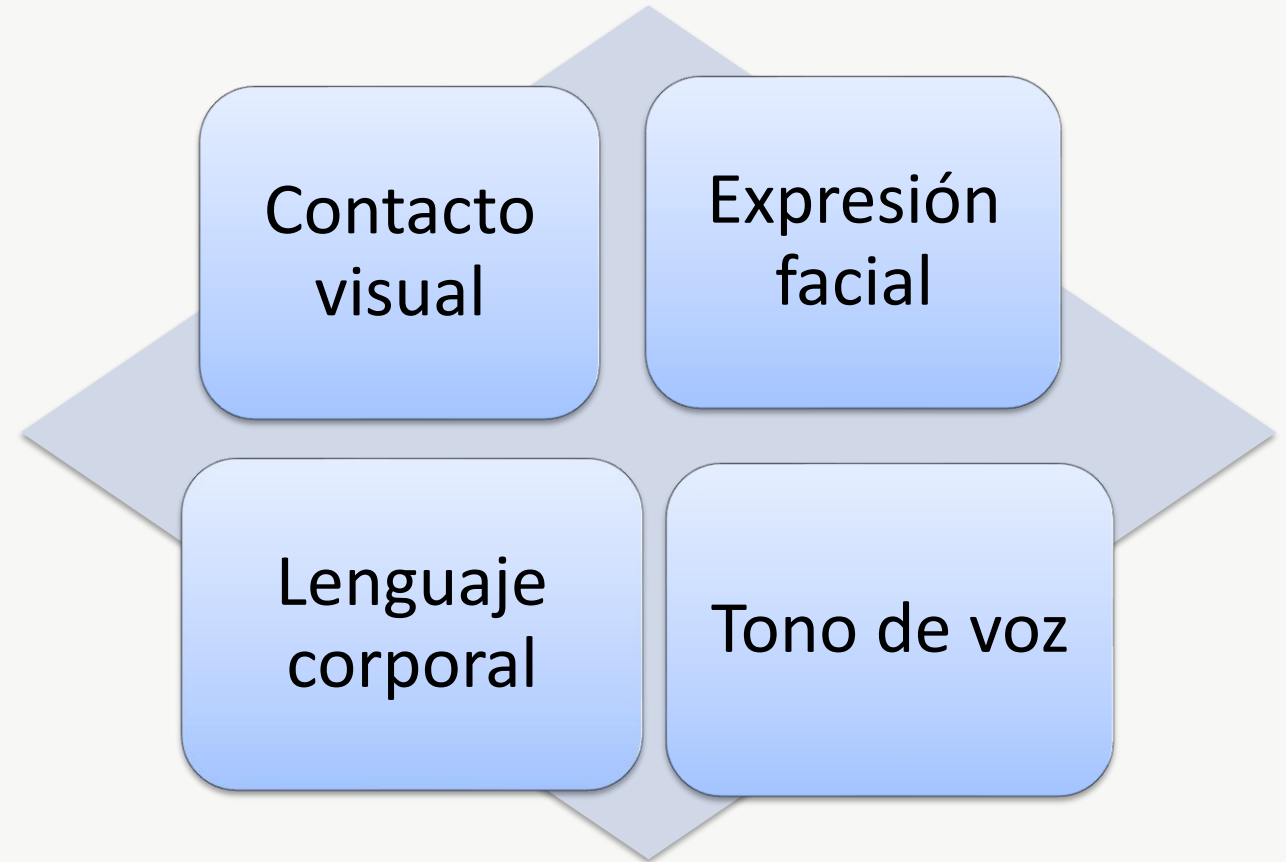 Contacto
visual
Expresión
facial
Lenguaje
corporal
Tono de voz